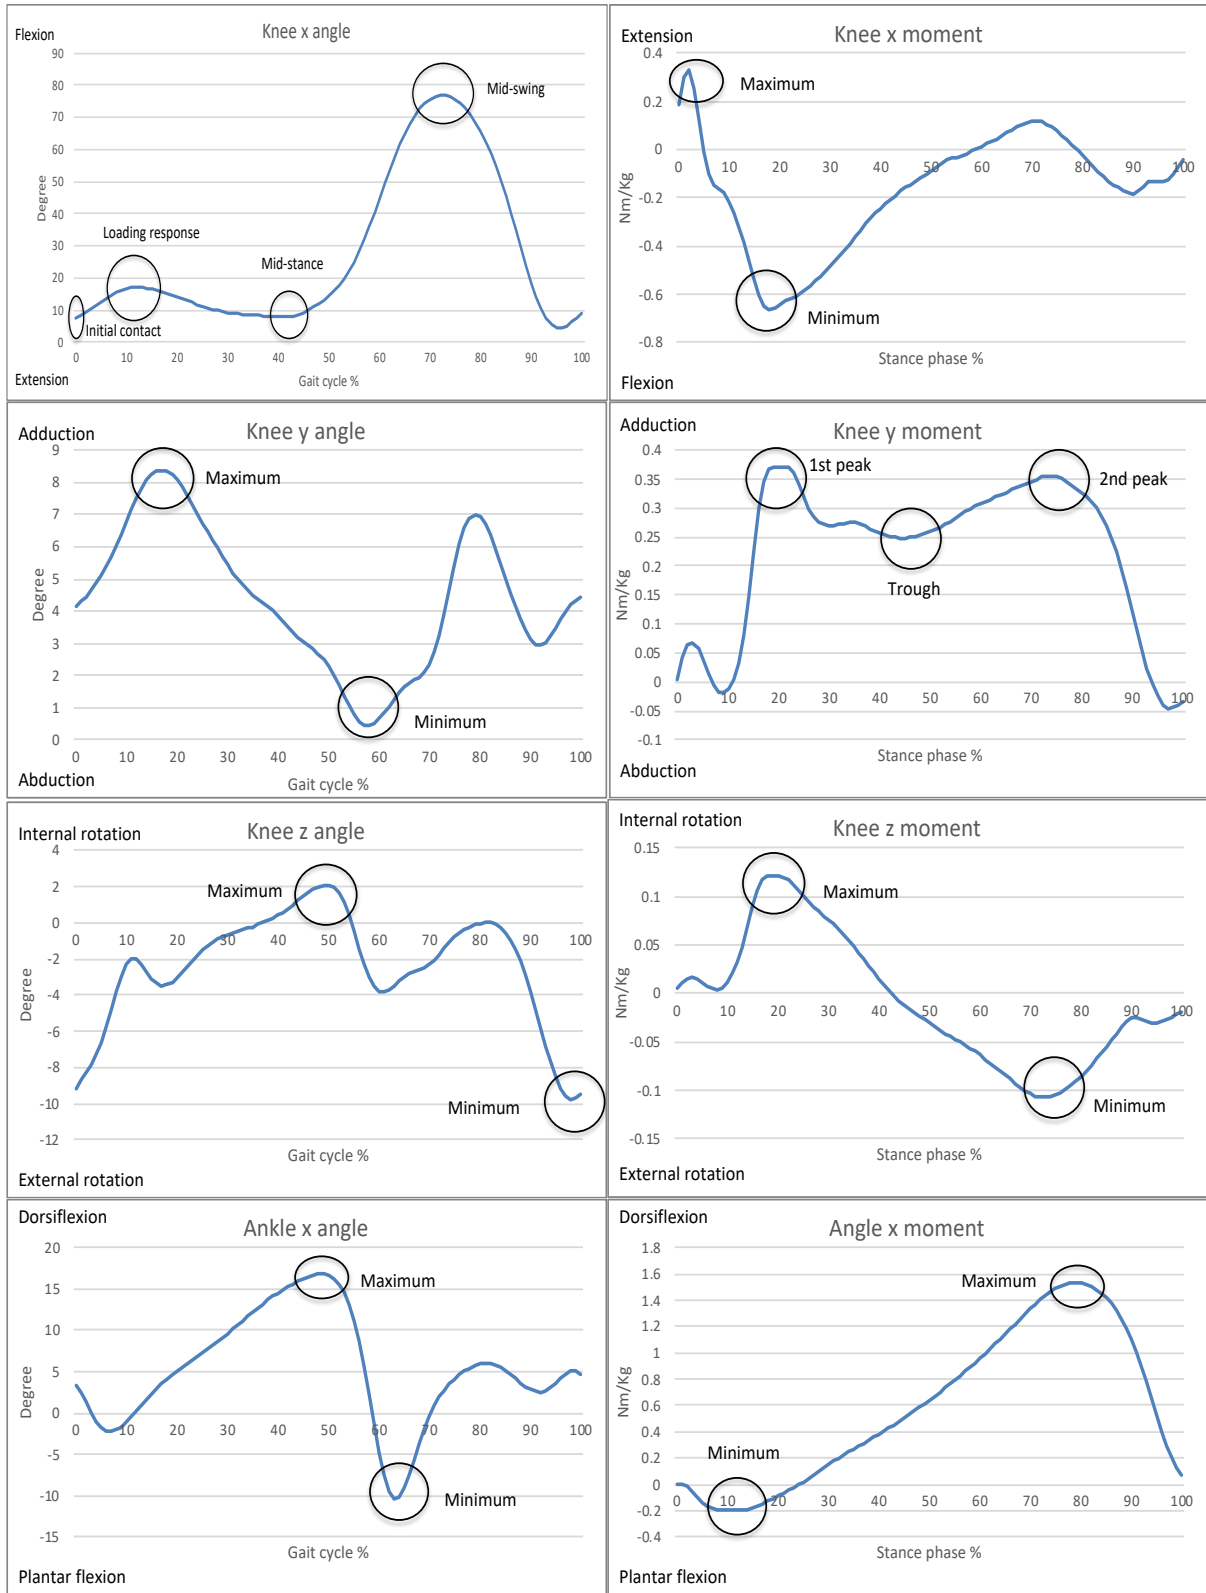 Flexion
Knee x angle
90
80
70
60
50
40
30
20
10
0
Degree
Mid-swing
Loading response
Mid-stance
Initial contact
0 10 20 30 40 50 60 70 80 90 100
Gait cycle %
Extension
Extension
Knee x moment
0.4
0.2
0
-0.2
-0.4
-0.6
-0.8
Nm/Kg
Maximum
0 10 20 30 40 50 60 70 80 90 100
Minimum
Stance phase %
Flexion
Adduction
Knee y angle
9
8
7
6
5
4
3
2
1
0
Degree
Maximum
Minimum
0 10 20 30 40 50 60 70 80 90 100
Gait cycle %
Abduction
Adduction
Knee y moment
0.4
0.35
0.3
0.25
0.2
0.15
0.1
0.05
0
-0.05
-0.1
Nm/Kg
1st peak
2nd peak
Trough
0 10 20 30 40 50 60 70 80 90 100
Stance phase %
Abduction
Internal rotation
Knee z angle
4
2
0
-2
-4
-6
-8
-10
-12
Degree
Maximum
0 10 20 30 40 50 60 70 80 90 100
Minimum
Gait cycle %
External rotation
Internal rotation
Knee z moment
0.15
0.1
0.05
0
-0.05
-0.1
-0.15
Nm/Kg
Maximum
0 10 20 30 40 50 60 70 80 90 100
Minimum
Stance phase %
External rotation
Dorsiflexion
Ankle x angle
20
15
10
5
0
-5
-10
-15
Degree
Maximum
0 10 20 30 40 50 60 70 80 90 100
Minimum
Gait cycle %
Plantar flexion
Dorsiflexion
Angle x moment
1.8
1.6
1.4
1.2
1
0.8
0.6
0.4
0.2
0
-0.2
-0.4
Nm/Kg
Maximum
Minimum
0 10 20 30 40 50 60 70 80 90 100
Stance phase %
Plantar flexion